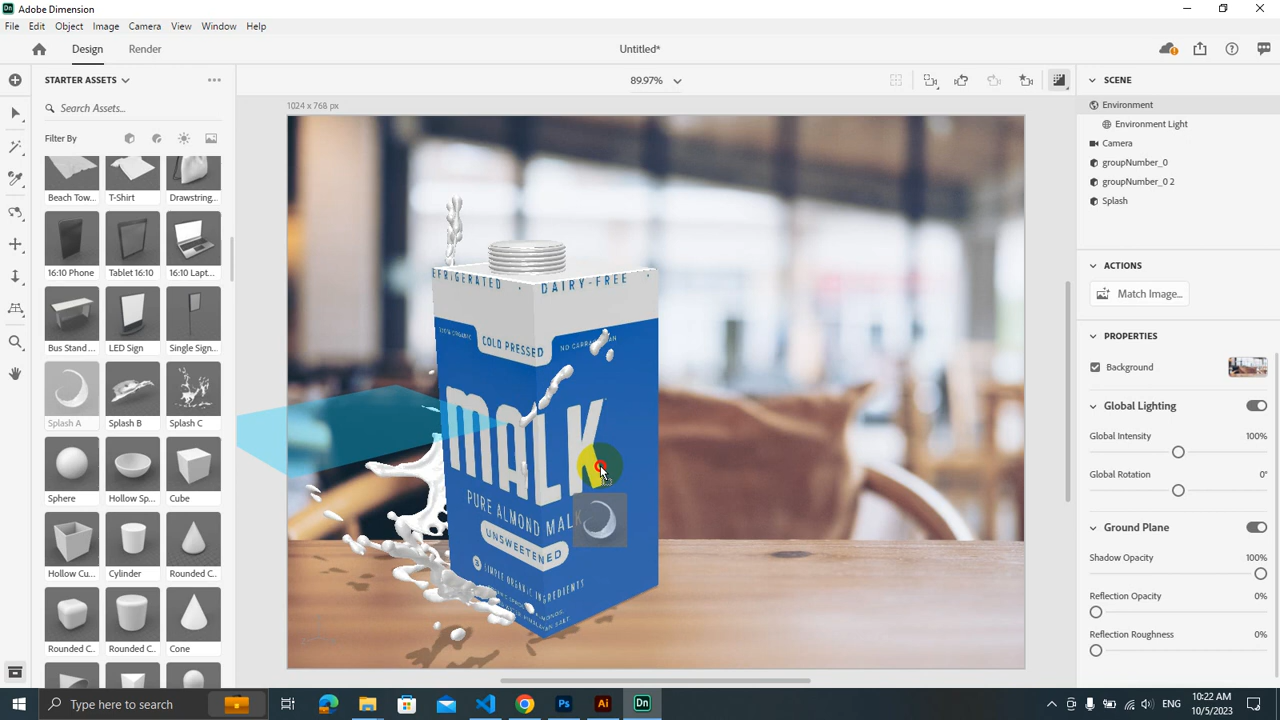 Adobe Dimension
File Edit Object Image Camera View Window Help
Design Render
Untitled*
STARTER ASSETS
89.97%
Search Assets...
Filter By
1024 x 768 px
Beach Tow... T-Shirt Drawstring...
16:10 Phone Tablet 16:10 16:10 Lapt...
Bus Stand ... LED Sign Single Sign...
Splash A Splash B Splash C
Sphere Hollow Sp... Cube
Hollow Cu... Cylinder Rounded C..
Rounded C.. Rounded C.. Cone
EFRIGERATED DAIRY-FREE
100% ORGANIC COLD PRESSED
MALK
PURE ALMOND MALK
UNSWEETENED
SIMPLE ORGANIC INGREDIENTS
SCENE
Environment
Environment Light
Camera
groupNumber_0
groupNumber_0 2
Splash
ACTIONS
Match Image...
PROPERTIES
Background
Global Lighting
Global Intensity 100%
Global Rotation 0°
Ground Plane
Shadow Opacity 100%
Reflection Opacity 0%
Reflection Roughness 0%
Type here to search
ENG
10:22 AM
10/5/2023